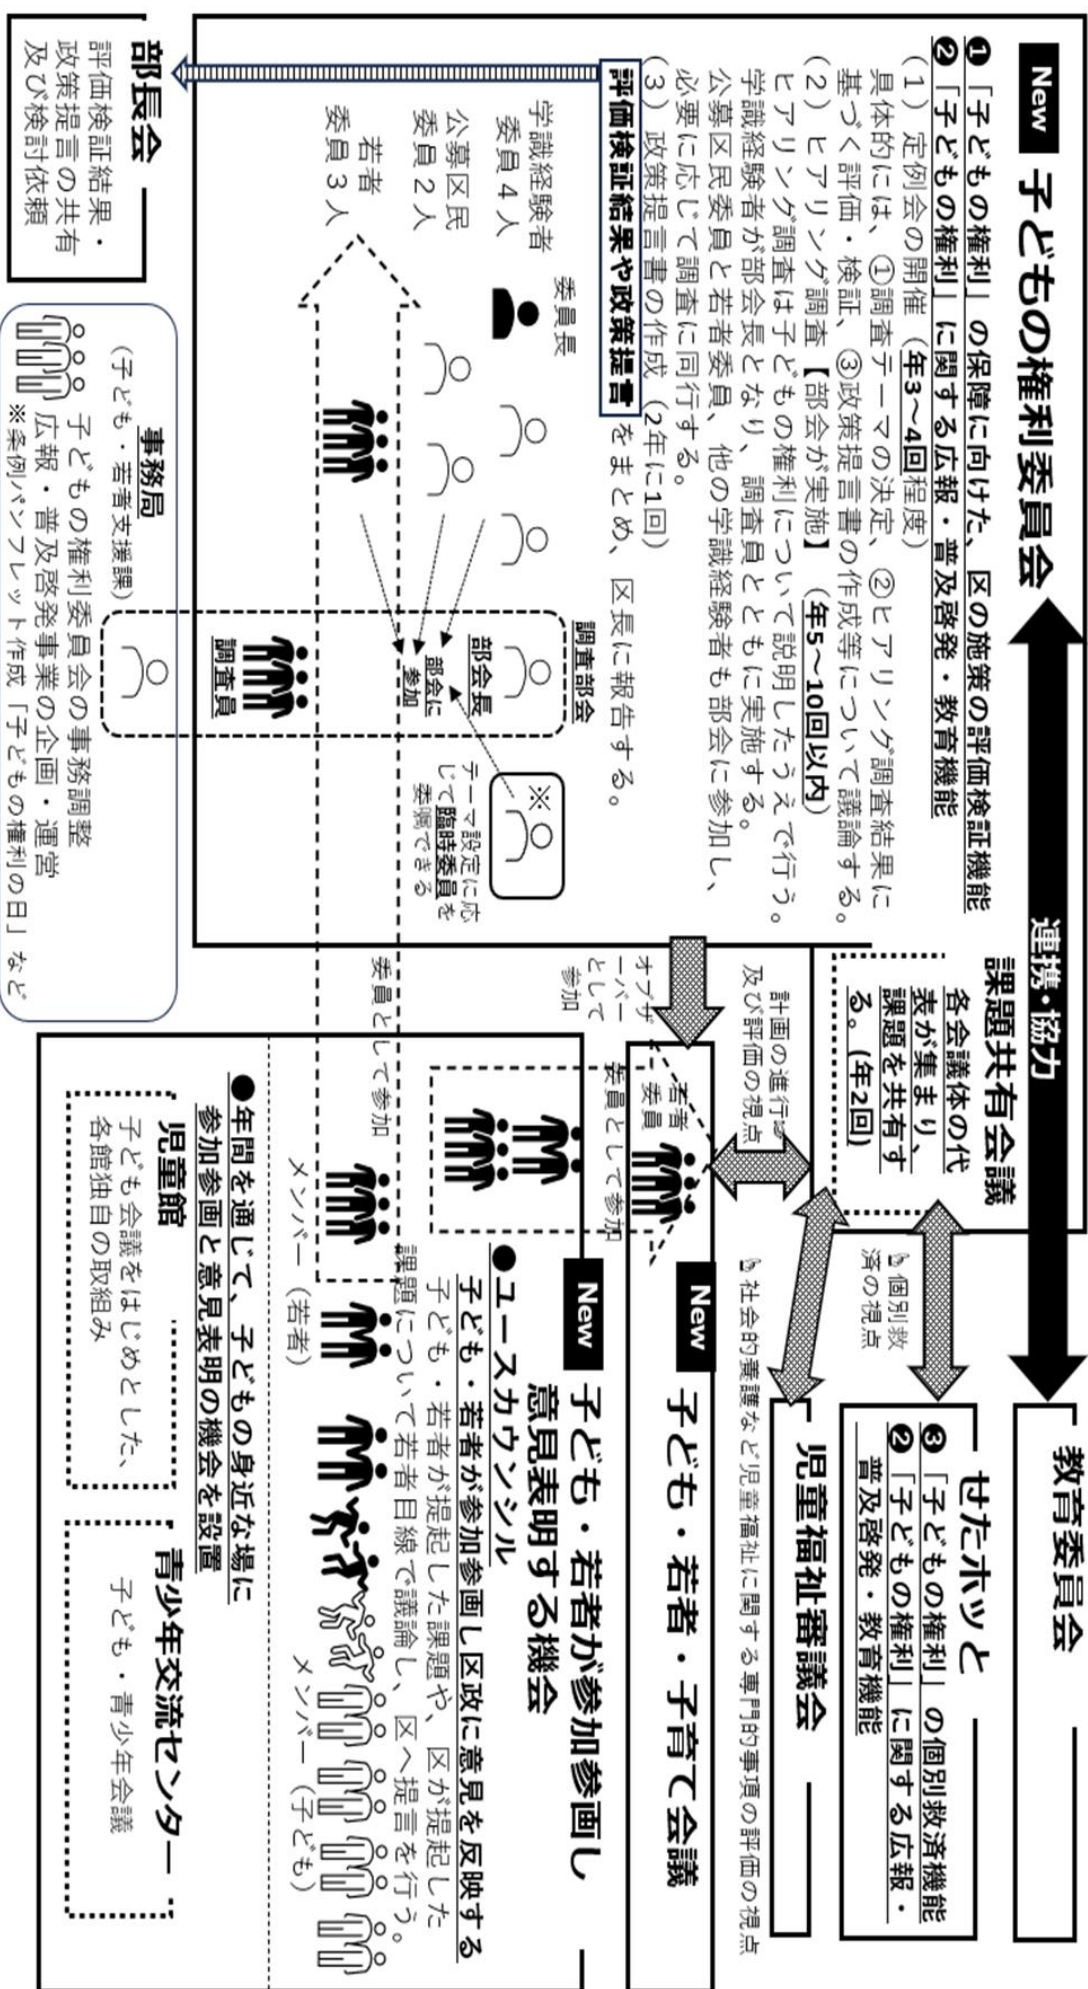 New 子どもの権利委員会
❶「子どもの権利」の保障に向けた、区の施策の評価検証機能
❷「子どもの権利」に関する広報・普及啓発・教育機能
（1）定例会の開催（年3～4回程度）
具体的には、①調査テーマの決定、②ヒアリング調査結果に
基づく評価・検証、③政策提言書の作成等について議論する。
（2）ヒアリング調査【部会が実施】（年5～10回以内）
ヒアリング調査は子どもの権利について説明したうえで行う。
学識経験者が部会長となり、調査員とともに実施する。
公募区民委員と若者委員、他の学識経験者も部会に参加し、
必要に応じて調査に同行する。
（3）政策提言書の作成（2年に1回）
評価検証結果や政策提言をまとめ、区長に報告する。
委員長
学識経験者
委員４人
公募区民
委員２人
若者
委員３人
調査部会
部会長
部会に
参加
調査員
※
テーマ設定に応
じて臨時委員を
委嘱できる
部長会
評価検証結果・
政策提言の共有
及び検討依頼
事務局
（子ども・若者支援課）
子どもの権利委員会の事務調整
広報・普及啓発事業の企画・運営
※条例パンフレット作成「子どもの権利の日」など
連携・協力
課題共有会議
各会議体の代
表が集まり、
課題を共有す
る。(年2回)
計画の進行
及び評価の視点
オブザ
ーバー
として
参加
個別救
済の視点
教育委員会
せたホッと
❸「子どもの権利」の個別救済機能
❷「子どもの権利」に関する広報・
普及啓発・教育機能
児童福祉審議会
社会的養護など児童福祉に関する専門的事項の評価の視点
New 子ども・若者・子育て会議
若者
委員
委員として参加
New 子ども・若者が参加参画し
意見表明する機会
●ユースカウンシル
子ども・若者が参加参画し区政に意見を反映する
子ども・若者が提起した課題や、区が提起した
課題について若者目線で議論し、区へ提言を行う。
委員として参加
メンバー（若者）
メンバー（子ども）
●年間を通じて、子どもの身近な場に
参加参画と意見表明の機会を設置
児童館
子ども会議をはじめとした、
各館独自の取組み
青少年交流センター
子ども・青少年会議